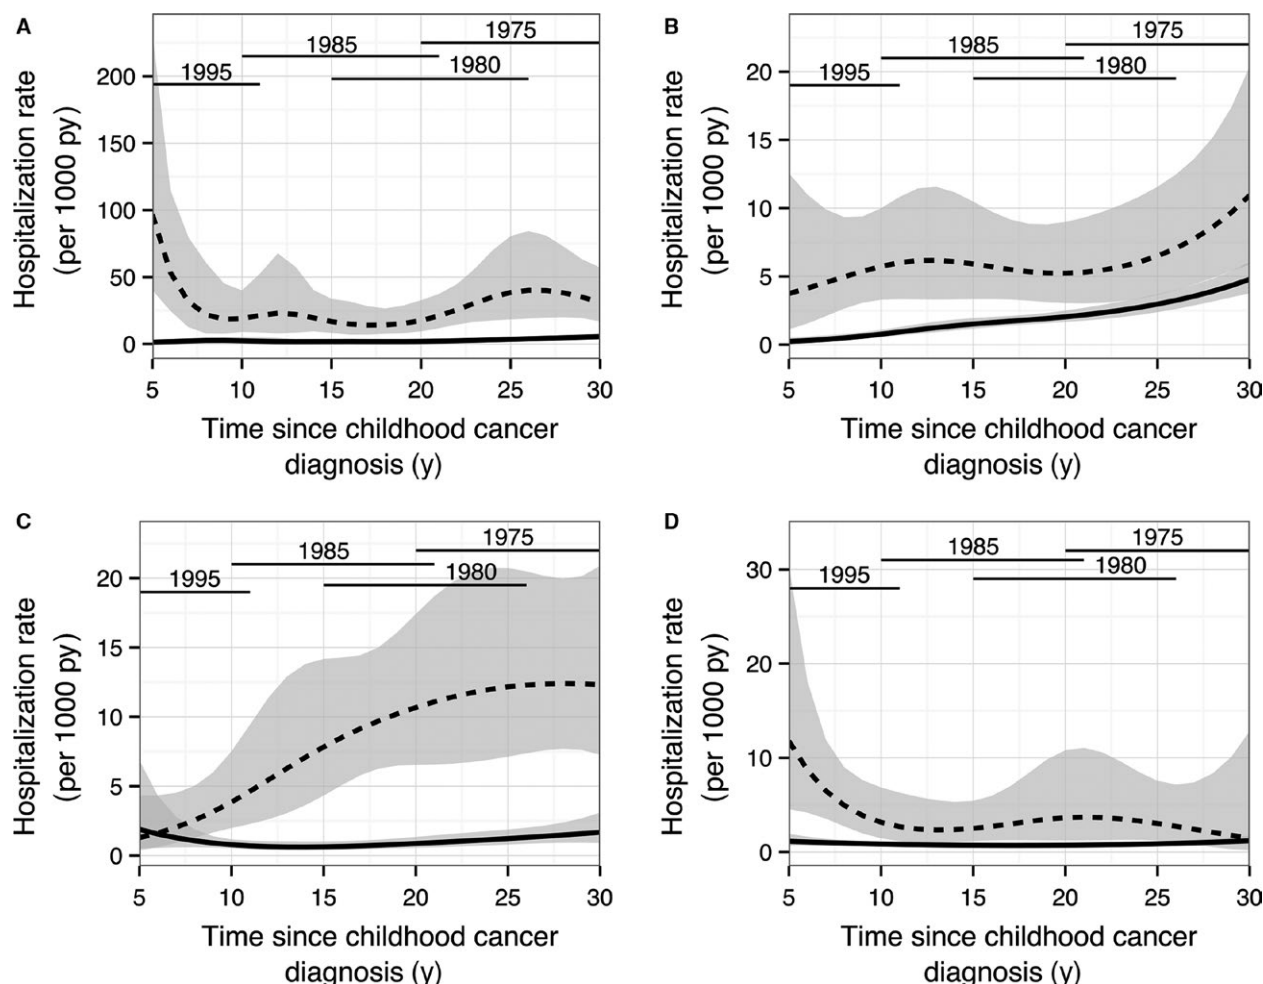 A
1975
1985
200
1995
1980
150
100
50
0
5 10 15 20 25 30
Hospitalization rate
(per 1000 py)
Time since childhood cancer
diagnosis (y)
B
1975
1985
20
1995
1980
15
10
5
0
5 10 15 20 25 30
Hospitalization rate
(per 1000 py)
Time since childhood cancer
diagnosis (y)
C
1975
1985
20
1995
1980
15
10
5
0
5 10 15 20 25 30
Hospitalization rate
(per 1000 py)
Time since childhood cancer
diagnosis (y)
D
1975
1985
30
1995
1980
20
10
0
5 10 15 20 25 30
Hospitalization rate
(per 1000 py)
Time since childhood cancer
diagnosis (y)